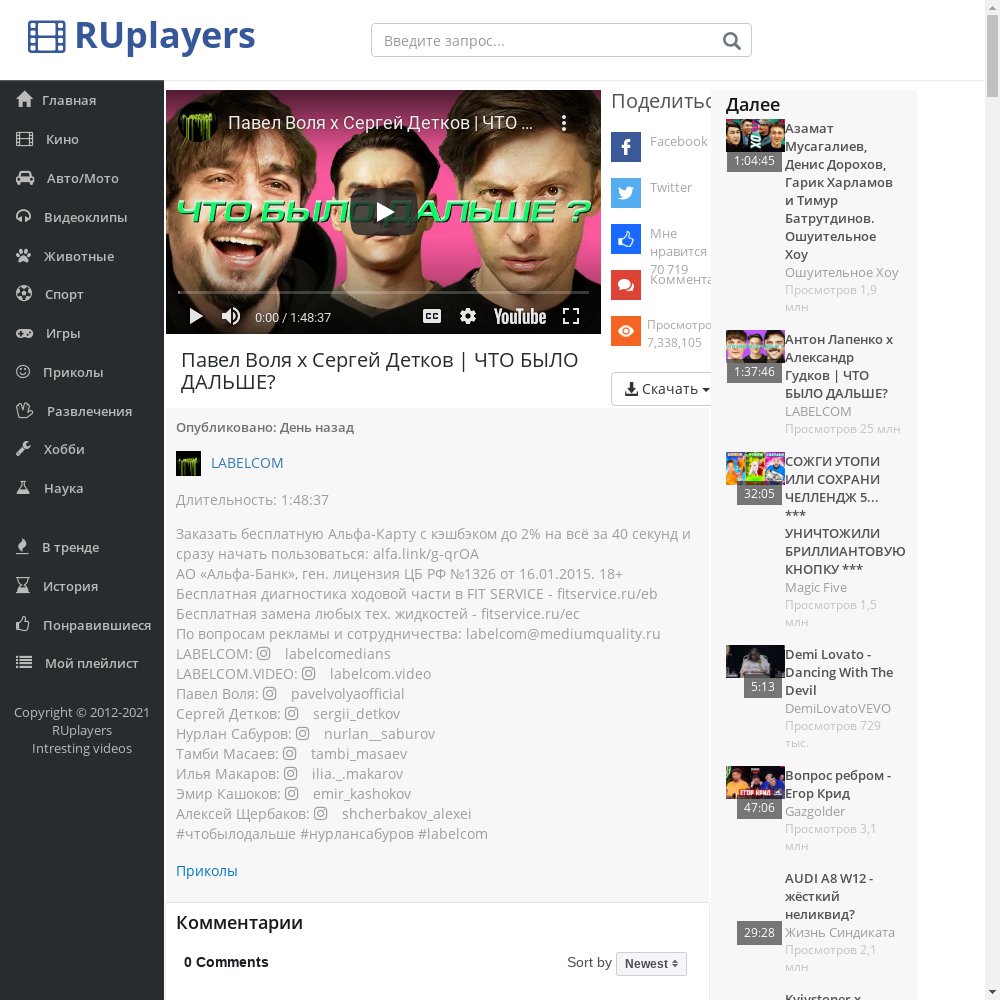 RUplayers
Введите запрос...
Главная
Кино
Авто/Мото
Видеоклипы
Животные
Спорт
Игры
Приколы
Развлечения
Хобби
Наука
В тренде
История
Понравившиеся
Мой плейлист
Copyright © 2012-2021
RUplayers
Intresting videos
Павел Воля х Сергей Детков | ЧТО ...
ЧТО БЫЛО ДАЛЬШЕ ?
0:00 / 1:48:37
CC
YouTube
Павел Воля х Сергей Детков | ЧТО БЫЛО
ДАЛЬШЕ?
Поделитьс
Facebook
Twitter
Мне
нравится
70 719
Коммента
Просмотро
7,338,105
Скачать
Опубликовано: День назад
LABELCOM
Длительность: 1:48:37
Заказать бесплатную Альфа-Карту с кэшбэком до 2% на всё за 40 секунд и
сразу начать пользоваться: alfa.link/g-qrOA
АО «Альфа-Банк», ген. лицензия ЦБ РФ №1326 от 16.01.2015. 18+
Бесплатная диагностика ходовой части в FIT SERVICE - fitservice.ru/eb
Бесплатная замена любых тех. жидкостей - fitservice.ru/ec
По вопросам рекламы и сотрудничества: labelcom@mediumquality.ru
LABELCOM: labelcomedians
LABELCOM.VIDEO: labelcom.video
Павел Воля: pavelvolyaofficial
Сергей Детков: sergii_detkov
Нурлан Сабуров: nurlan__saburov
Тамби Масаев: tambi_masaev
Илья Макаров: ilia._.makarov
Эмир Кашоков: emir_kashokov
Алексей Щербаков: shcherbakov_alexei
#чтобылодальше #нурлансабуров #labelcom
Приколы
Комментарии
0 Comments
Sort by Newest
Далее
1:04:45
Азамат
Мусагалиев,
Денис Дорохов,
Гарик Харламов
и Тимур
Батрутдинов.
Ошуительное
Хоу
Ошуительное Хоу
Просмотров 1,9
млн
1:37:46
Антон Лапенко х
Александр
Гудков | ЧТО
БЫЛО ДАЛЬШЕ?
LABELCOM
Просмотров 25 млн
32:05
СОЖГИ УТОПИ
ИЛИ СОХРАНИ
ЧЕЛЛЕНДЖ 5...
***
УНИЧТОЖИЛИ
БРИЛЛИАНТОВУЮ
КНОПКУ ***
Magic Five
Просмотров 1,5
млн
5:13
Demi Lovato -
Dancing With The
Devil
DemiLovatoVEVO
Просмотров 729
тыс.
ЕГОР КРИД
47:06
Вопрос ребром -
Егор Крид
Gazgolder
Просмотров 3,1
млн
29:28
AUDI A8 W12 -
жёсткий
неликвид?
Жизнь Синдиката
Просмотров 2,1
млн
Kyivstoner х